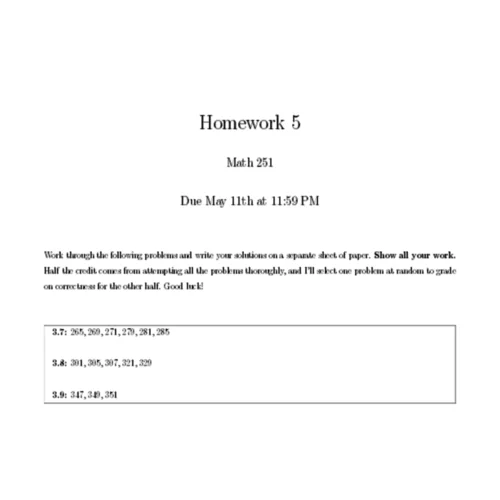 Homework 5
Math 251
Due May 11th at 11:59 PM
Work through the following problems and write your solutions on a separate sheet of paper. Show all your work.
Half the credit comes from attempting all the problems thoroughly, and I'll select one problem at random to grade
on correctness for the other half. Good luck!
3.7: 265, 269, 271, 279, 281, 285
3.8: 301, 305, 307, 321, 329
3.9: 347, 349, 351